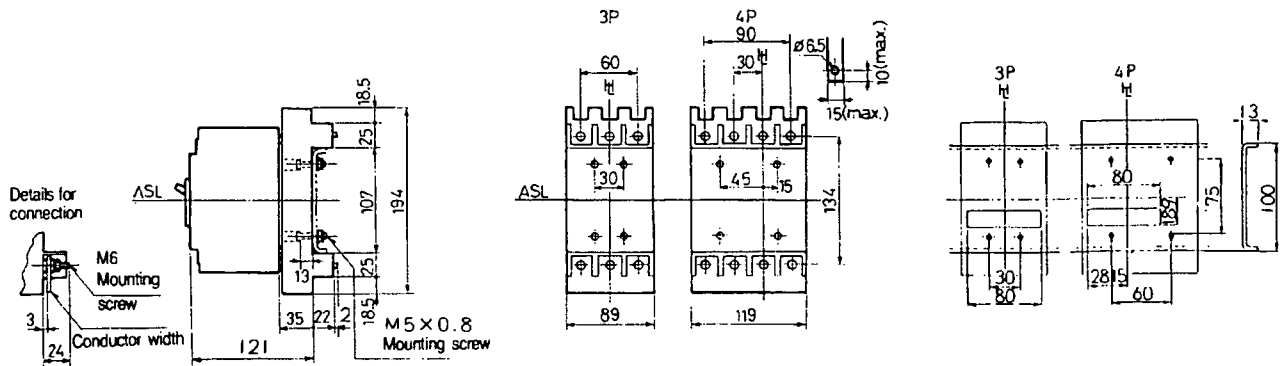 3P
4P
90
60
30
ø6.5
10(max.)
15(max.)
3P
4P
3
18.5
25
107
194
25
18.5
ASL
Details for
connection
M6
Mounting
screw
3
Conductor width
24
13
35
22
2
121
M5×0.8
Mounting screw
30
45
15
ASL
134
89
119
80
189
75
100
30
80
28
15
60